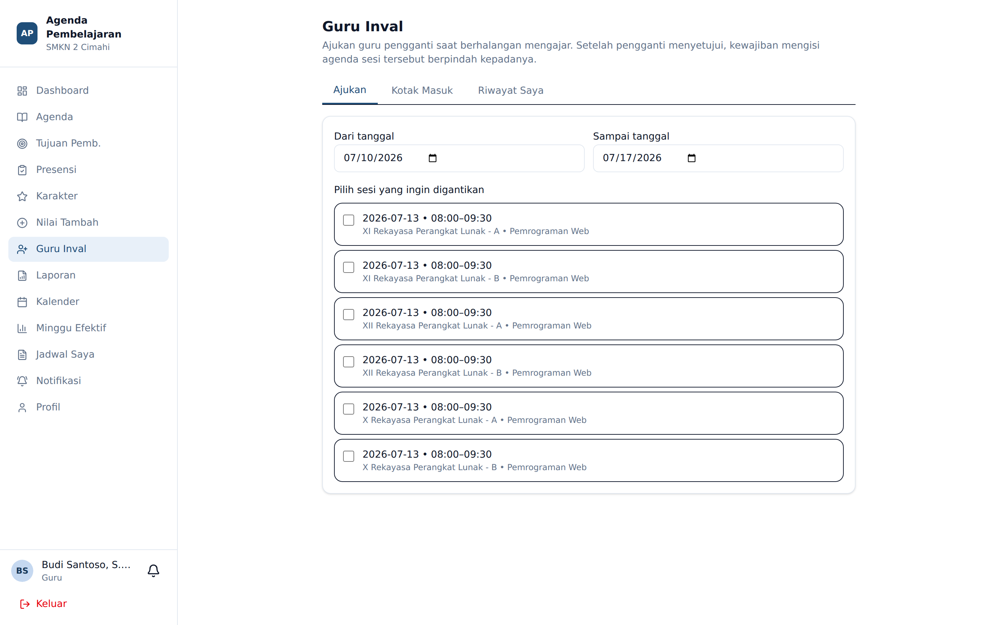 AP
Agenda
Pembelajaran
SMKN 2 Cimahi
Dashboard
Agenda
Tujuan Pemb.
Presensi
Karakter
Nilai Tambah
Guru Inval
Laporan
Kalender
Minggu Efektif
Jadwal Saya
Notifikasi
Profil
BS
Budi Santoso, S....
Guru
Keluar
Guru Inval
Ajukan guru pengganti saat berhalangan mengajar. Setelah pengganti menyetujui, kewajiban mengisi
agenda sesi tersebut berpindah kepadanya.
Ajukan Kotak Masuk Riwayat Saya
Dari tanggal Sampai tanggal
07/10/2026 07/17/2026
Pilih sesi yang ingin digantikan
2026-07-13 • 08:00–09:30
XI Rekayasa Perangkat Lunak - A • Pemrograman Web
2026-07-13 • 08:00–09:30
XI Rekayasa Perangkat Lunak - B • Pemrograman Web
2026-07-13 • 08:00–09:30
XII Rekayasa Perangkat Lunak - A • Pemrograman Web
2026-07-13 • 08:00–09:30
XII Rekayasa Perangkat Lunak - B • Pemrograman Web
2026-07-13 • 08:00–09:30
X Rekayasa Perangkat Lunak - A • Pemrograman Web
2026-07-13 • 08:00–09:30
X Rekayasa Perangkat Lunak - B • Pemrograman Web